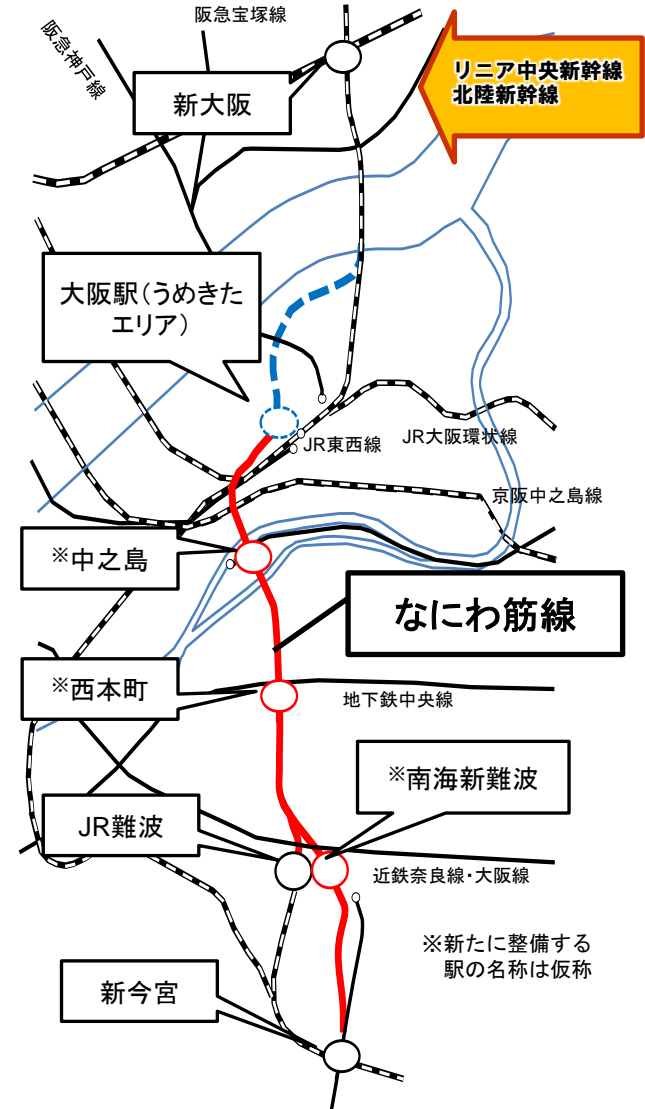 阪急宝塚線
阪急神戸線
リニア中央新幹線
北陸新幹線
新大阪
大阪駅（うめきた
エリア）
JR東西線
JR大阪環状線
京阪中之島線
※中之島
なにわ筋線
※西本町
地下鉄中央線
※南海新難波
JR難波
近鉄奈良線・大阪線
※新たに整備する
駅の名称は仮称
新今宮